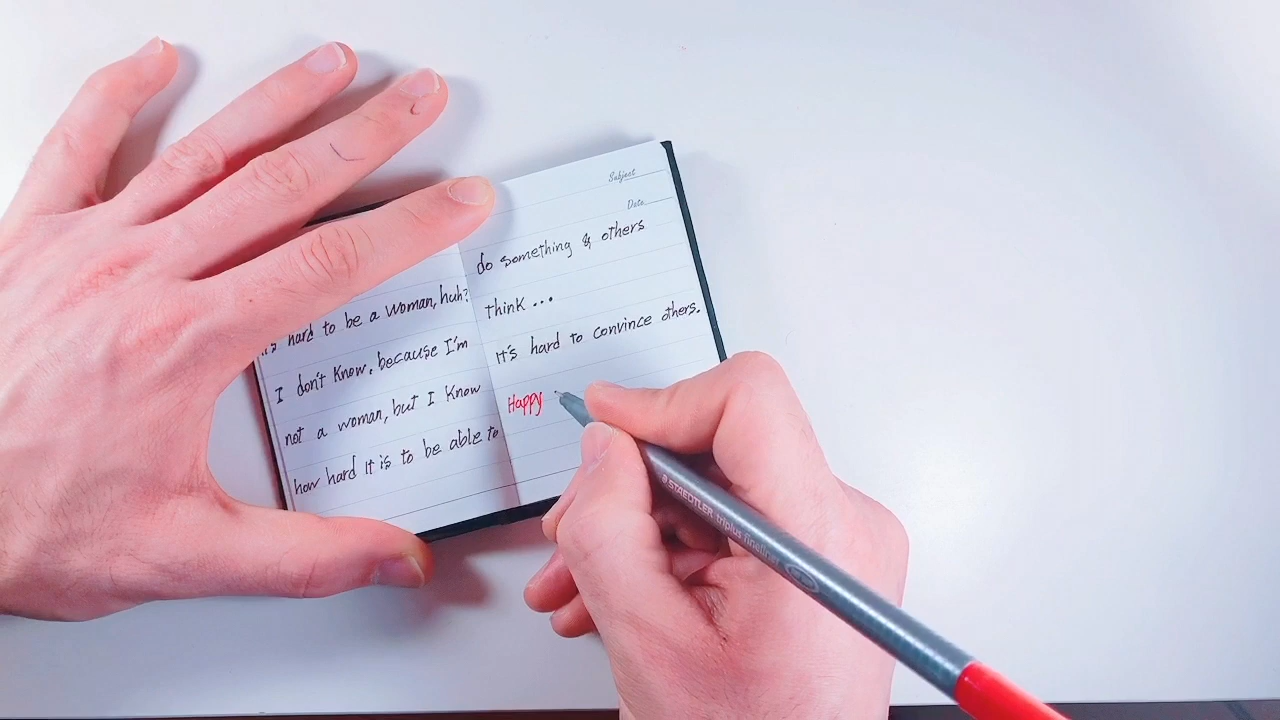 It's hard to be a woman, huh?
I don't know. because I'm
not a woman, but I know
how hard it is to be able to
Subject
Date
do something & others
think...
It's hard to convince others.
Happy
STAEDTLER triplus fineliner